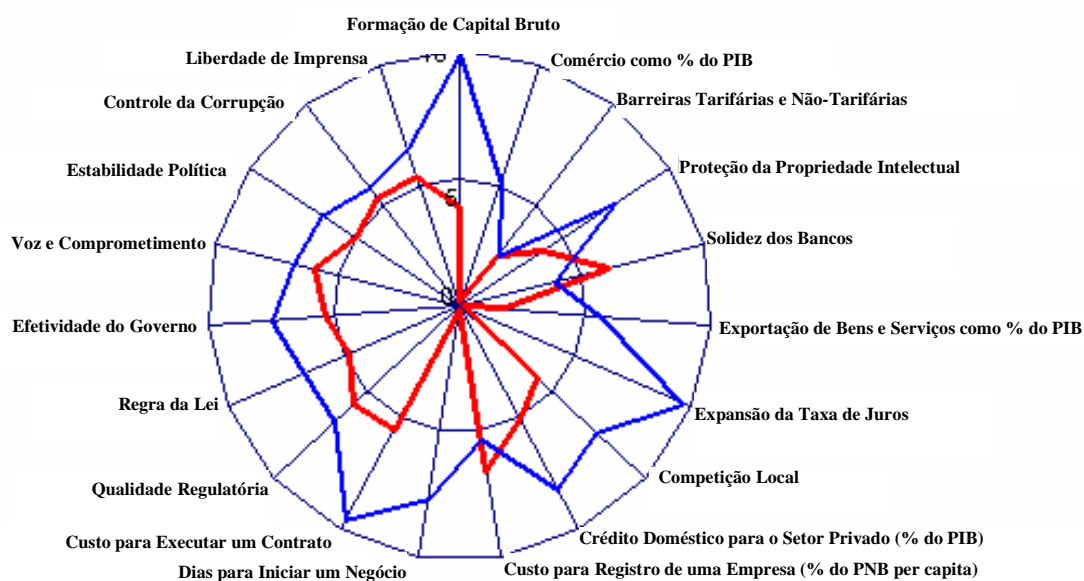 Formação de Capital Bruto
Liberdade de Imprensa
10
Comércio como % do PIB
Controle da Corrupção
Barreiras Tarifárias e Não-Tarifárias
Estabilidade Política
Proteção da Propriedade Intelectual
5
Voz e Comprometimento
Solidez dos Bancos
0
Efetividade do Governo
Exportação de Bens e Serviços como % do PIB
Regra da Lei
Expansão da Taxa de Juros
Qualidade Regulatória
Competição Local
Custo para Executar um Contrato
Crédito Doméstico para o Setor Privado (% do PIB)
Dias para Iniciar um Negócio
Custo para Registro de uma Empresa (% do PNB per capita)